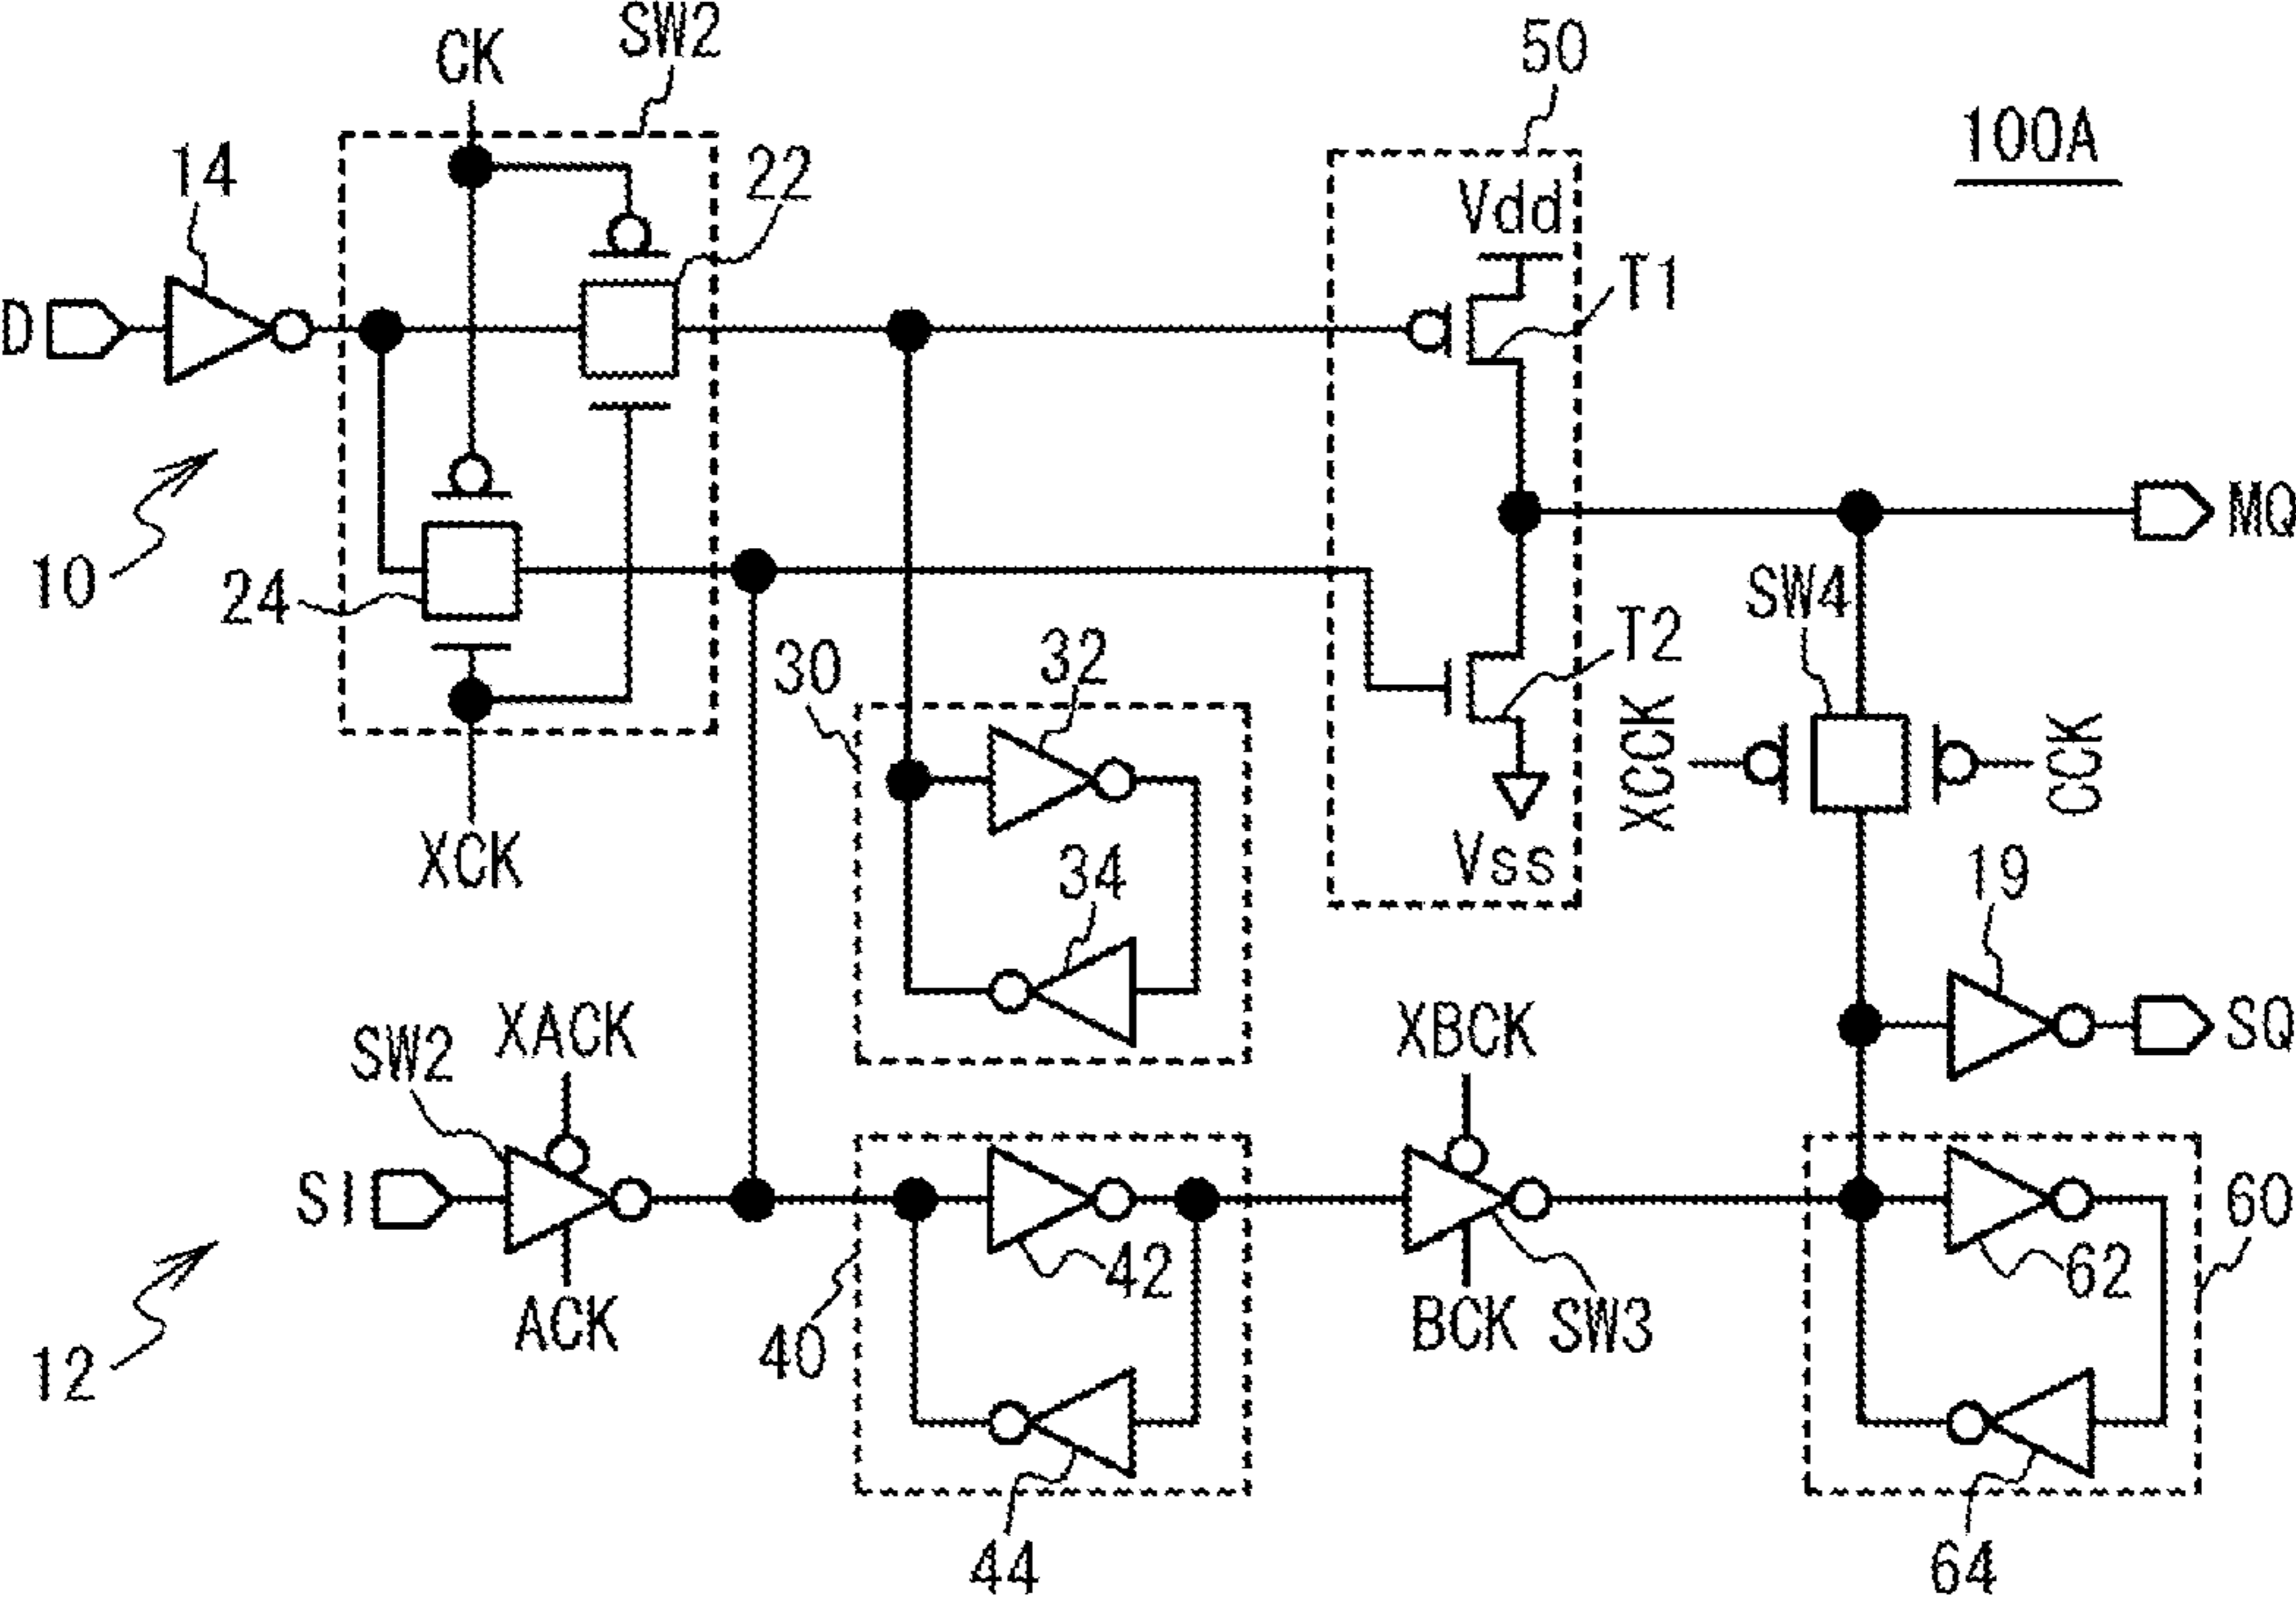 CK
SW2
50
100A
14
22
Vdd
T1
D
10
24
MQ
SW4
30
32
T2
XCCK
CCK
XCK
34
Vss
19
SW2
XACK
XBCK
SQ
SI
60
42
62
ACK
40
BCK
SW3
12
44
64